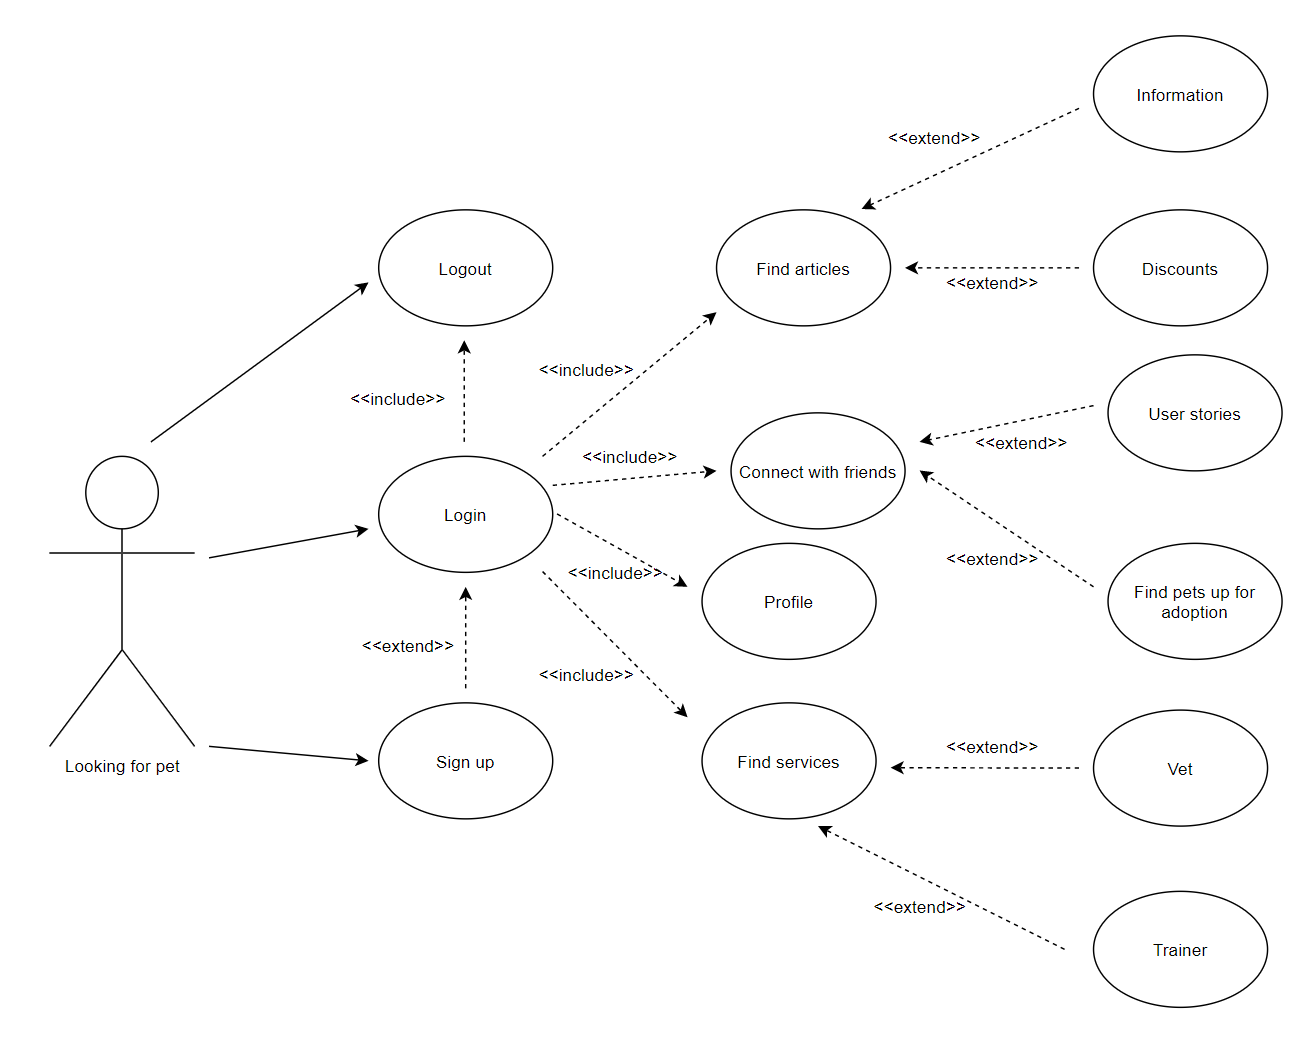 Information
<<extend>>
Logout
Find articles
Discounts
<<extend>>
<<include>>
<<include>>
User stories
<<extend>>
<<include>>
Connect with friends
Login
<<extend>>
<<include>>
Profile
Find pets up for
adoption
<<extend>>
<<include>>
<<extend>>
Sign up
Find services
Vet
Looking for pet
<<extend>>
Trainer